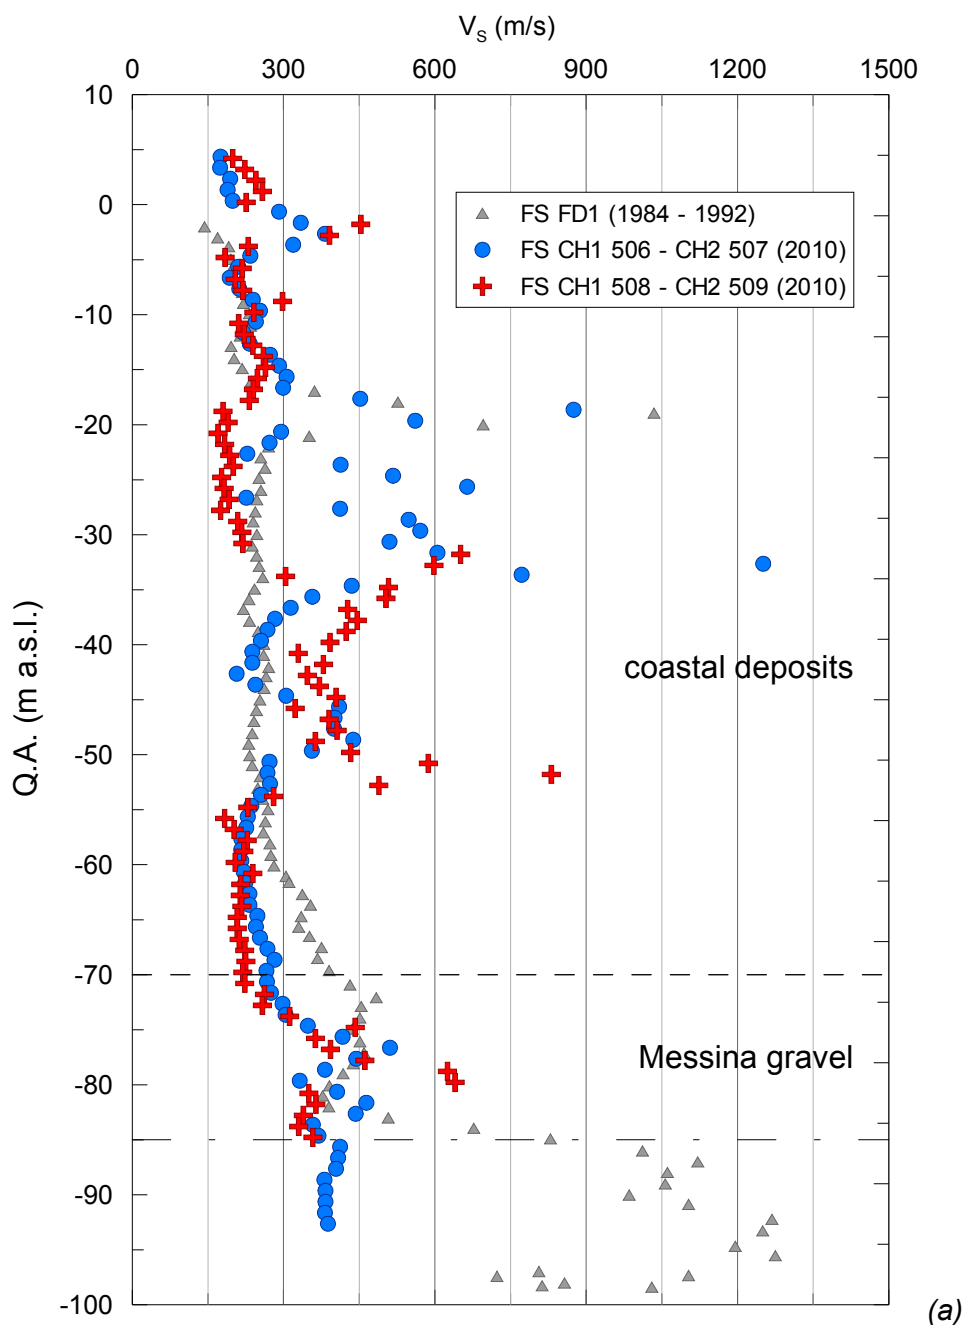 V_S (m/s)
0 300 600 900 1200 1500
10
0
-10
-20
-30
-40
-50
-60
-70
-80
-90
-100
Q.A. (m a.s.l.)
FS FD1 (1984 - 1992)
FS CH1 506 - CH2 507 (2010)
FS CH1 508 - CH2 509 (2010)
coastal deposits
Messina gravel
(a)